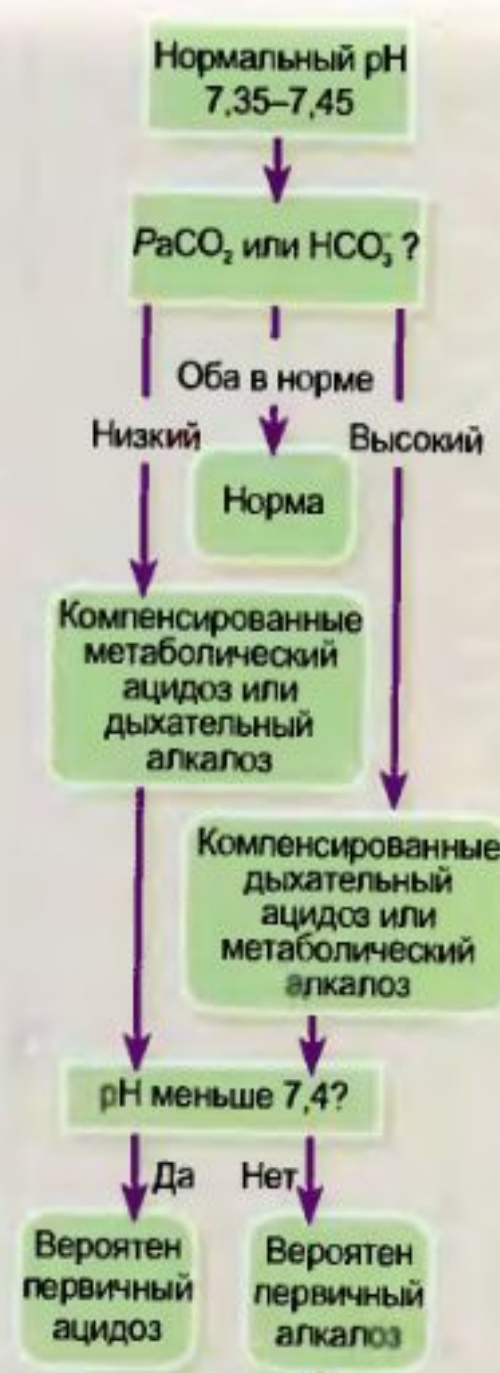 Нормальный pH
7,35–7,45
PaCO₂ или HCO₃⁻ ?
Оба в норме
Низкий
Высокий
Норма
Компенсированные
метаболический
ацидоз или
дыхательный
алкалоз
Компенсированные
дыхательный
ацидоз или
метаболический
алкалоз
pH меньше 7,4?
Да
Нет
Вероятен
первичный
ацидоз
Вероятен
первичный
алкалоз